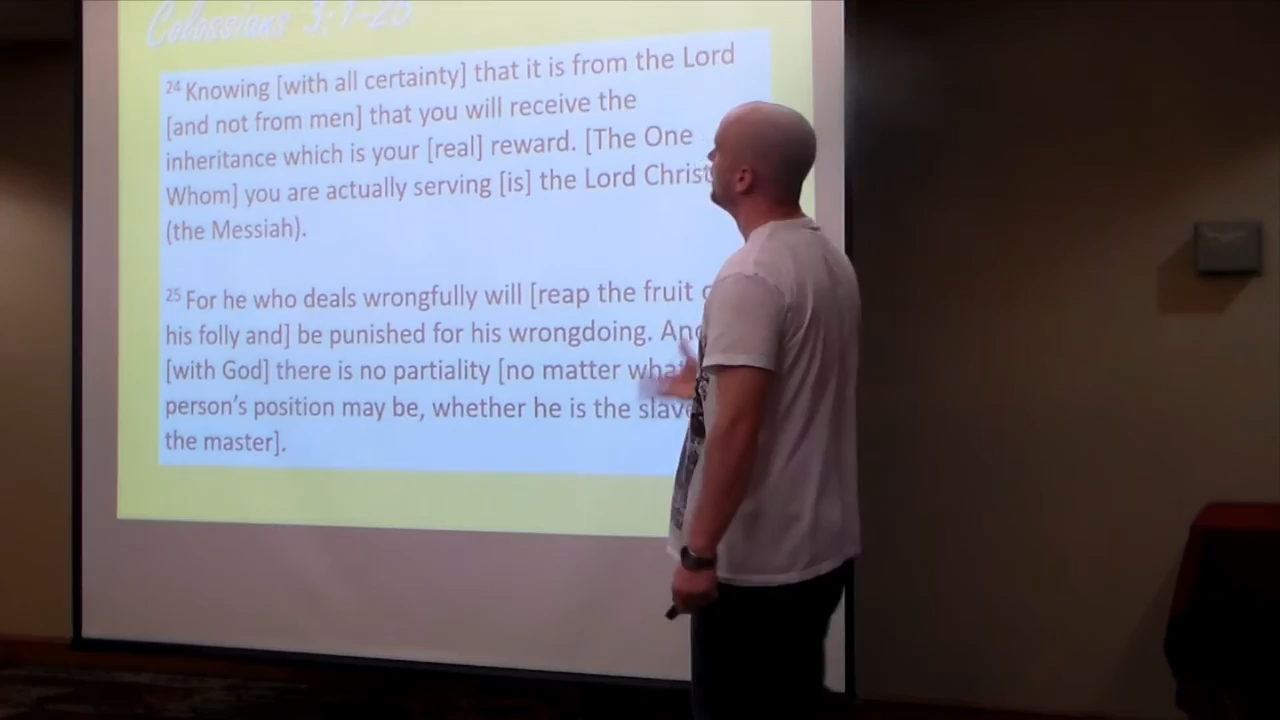 Colossians 3:1-25
24 Knowing [with all certainty] that it is from the Lord
[and not from men] that you will receive the
inheritance which is your [real] reward. [The One
Whom] you are actually serving [is] the Lord Christ
(the Messiah).
25 For he who deals wrongfully will [reap the fruit
his folly and] be punished for his wrongdoing. And
[with God] there is no partiality [no matter what
person's position may be, whether he is the slave
the master].